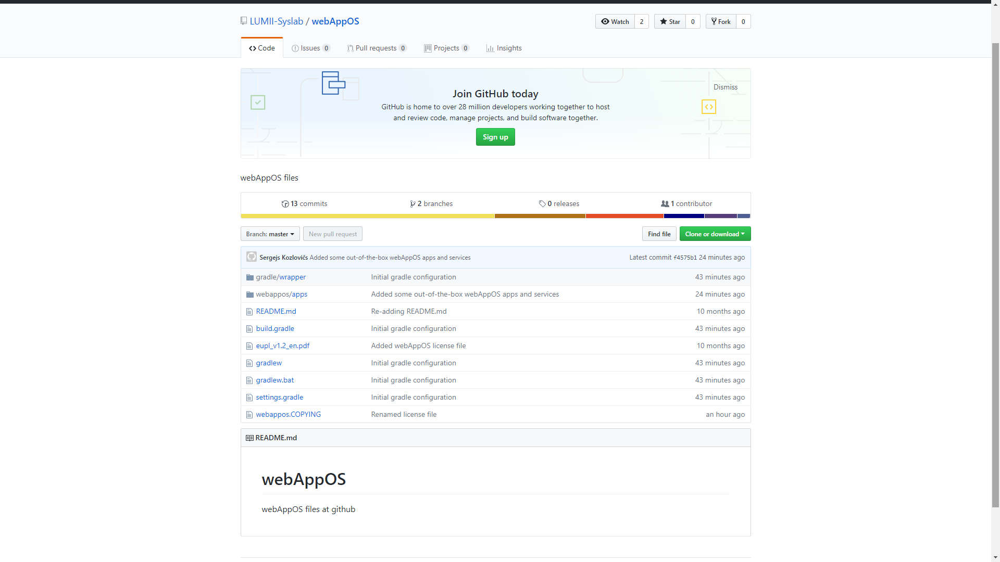 LUMII-Syslab / webAppOS
Watch 2 Star 0 Fork 0
Code Issues 0 Pull requests 0 Projects 0 Insights
Dismiss
Join GitHub today
GitHub is home to over 28 million developers working together to host
and review code, manage projects, and build software together.
Sign up
webAppOS files
13 commits 2 branches 0 releases 1 contributor
Branch: master New pull request Find file Clone or download
Sergejs Kozlovičs Added some out-of-the-box webAppOS apps and services Latest commit f4575b1 24 minutes ago
gradle/wrapper Initial gradle configuration 43 minutes ago
webappos/apps Added some out-of-the-box webAppOS apps and services 24 minutes ago
README.md Re-adding README.md 10 months ago
build.gradle Initial gradle configuration 43 minutes ago
eupl_v1.2_en.pdf Added webAppOS license file 10 months ago
gradlew Initial gradle configuration 43 minutes ago
gradlew.bat Initial gradle configuration 43 minutes ago
settings.gradle Initial gradle configuration 43 minutes ago
webappos.COPYING Renamed license file an hour ago
README.md
webAppOS
webAppOS files at github